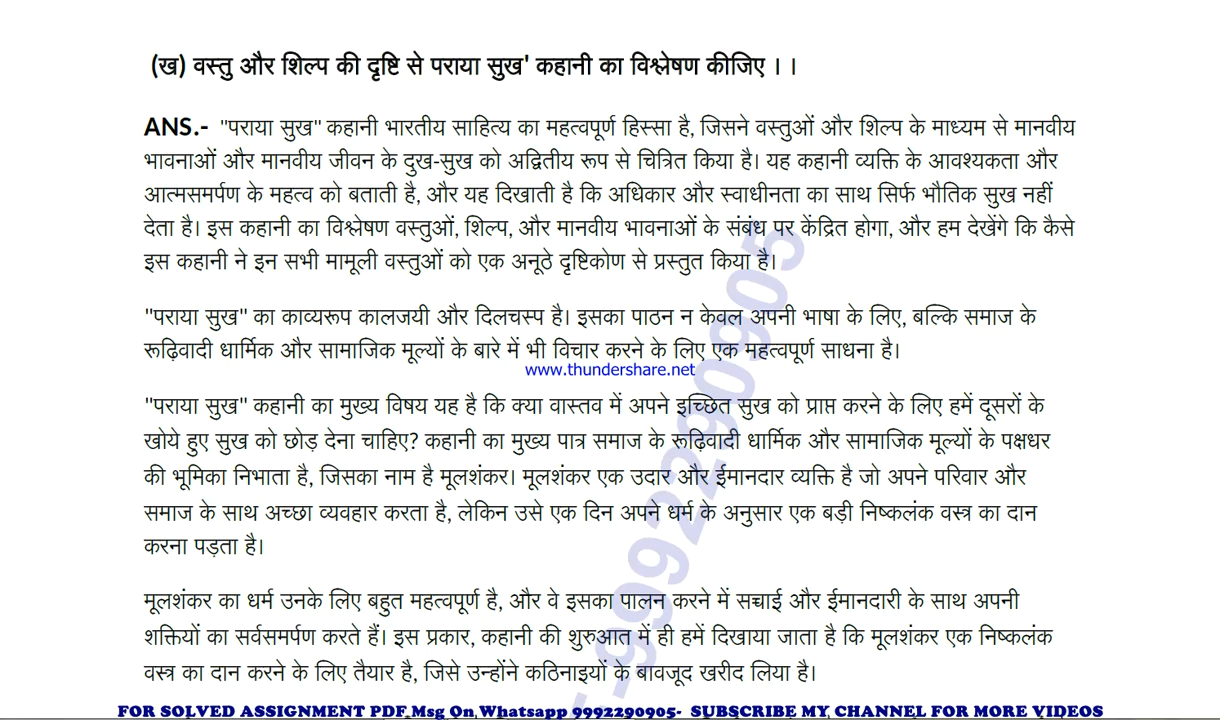 (ख) वस्तु और शिल्प की दृष्टि से पराया सुख' कहानी का विश्लेषण कीजिए । ।
ANS.- "पराया सुख" कहानी भारतीय साहित्य का महत्वपूर्ण हिस्सा है, जिसने वस्तुओं और शिल्प के माध्यम से मानवीय
भावनाओं और मानवीय जीवन के दुख-सुख को अद्वितीय रूप से चित्रित किया है। यह कहानी व्यक्ति के आवश्यकता और
आत्मसमर्पण के महत्व को बताती है, और यह दिखाती है कि अधिकार और स्वाधीनता का साथ सिर्फ भौतिक सुख नहीं
देता है। इस कहानी का विश्लेषण वस्तुओं, शिल्प, और मानवीय भावनाओं के संबंध पर केंद्रित होगा, और हम देखेंगे कि कैसे
इस कहानी ने इन सभी मामूली वस्तुओं को एक अनूठे दृष्टिकोण से प्रस्तुत किया है।
"पराया सुख" का काव्यरूप कालजयी और दिलचस्प है। इसका पाठन न केवल अपनी भाषा के लिए, बल्कि समाज के
रूढ़िवादी धार्मिक और सामाजिक मूल्यों के बारे में भी विचार करने के लिए एक महत्वपूर्ण साधना है।
www.thundershare.net
"पराया सुख" कहानी का मुख्य विषय यह है कि क्या वास्तव में अपने इच्छित सुख को प्राप्त करने के लिए हमें दूसरों के
खोये हुए सुख को छोड़ देना चाहिए? कहानी का मुख्य पात्र समाज के रूढ़िवादी धार्मिक और सामाजिक मूल्यों के पक्षधर
की भूमिका निभाता है, जिसका नाम है मूलशंकर। मूलशंकर एक उदार और ईमानदार व्यक्ति है जो अपने परिवार और
समाज के साथ अच्छा व्यवहार करता है, लेकिन उसे एक दिन अपने धर्म के अनुसार एक बड़ी निष्कलंक वस्त्र का दान
करना पड़ता है।
मूलशंकर का धर्म उनके लिए बहुत महत्वपूर्ण है, और वे इसका पालन करने में सच्चाई और ईमानदारी के साथ अपनी
शक्तियों का सर्वसमर्पण करते हैं। इस प्रकार, कहानी की शुरुआत में ही हमें दिखाया जाता है कि मूलशंकर एक निष्कलंक
वस्त्र का दान करने के लिए तैयार है, जिसे उन्होंने कठिनाइयों के बावजूद खरीद लिया है।
-9992290905
FOR SOLVED ASSIGNMENT PDF Msg On Whatsapp 9992290905- SUBSCRIBE MY CHANNEL FOR MORE VIDEOS